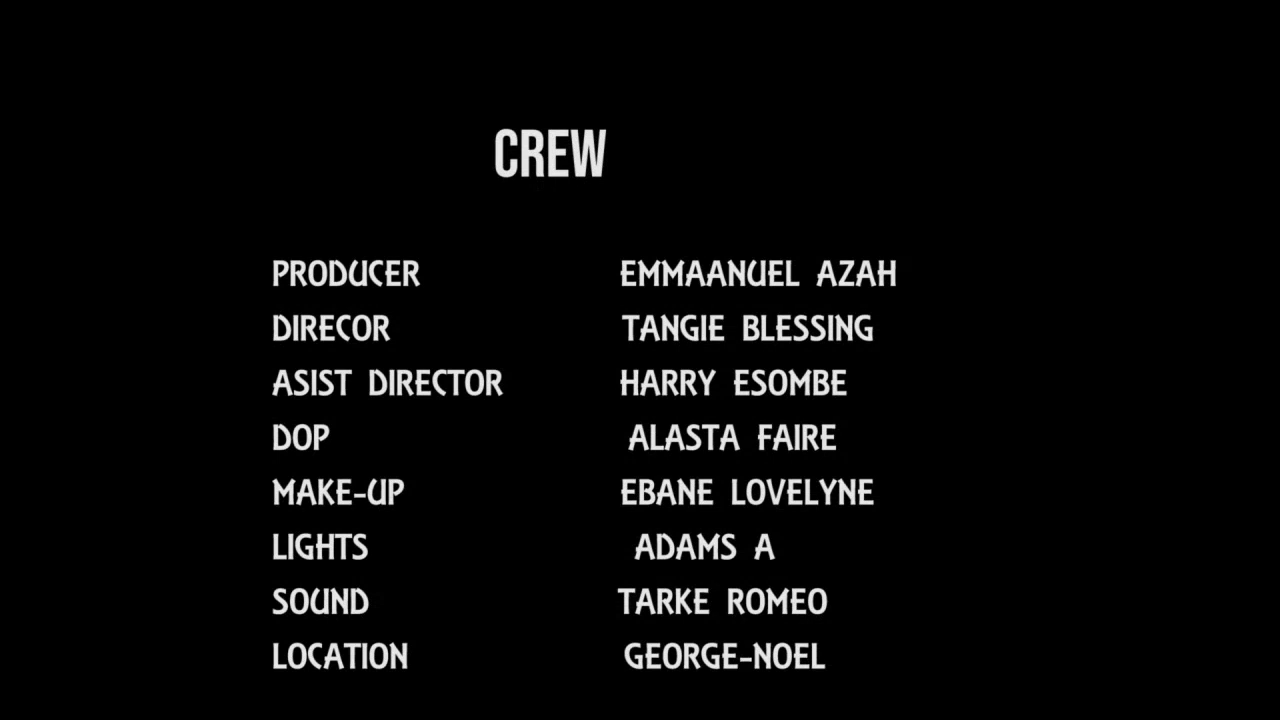 CREW
PRODUCER EMMAANUEL AZAH
DIRECOR TANGIE BLESSING
ASIST DIRECTOR HARRY ESOMBE
DOP ALASTA FAIRE
MAKE-UP EBANE LOVELYNE
LIGHTS ADAMS A
SOUND TARKE ROMEO
LOCATION GEORGE-NOEL